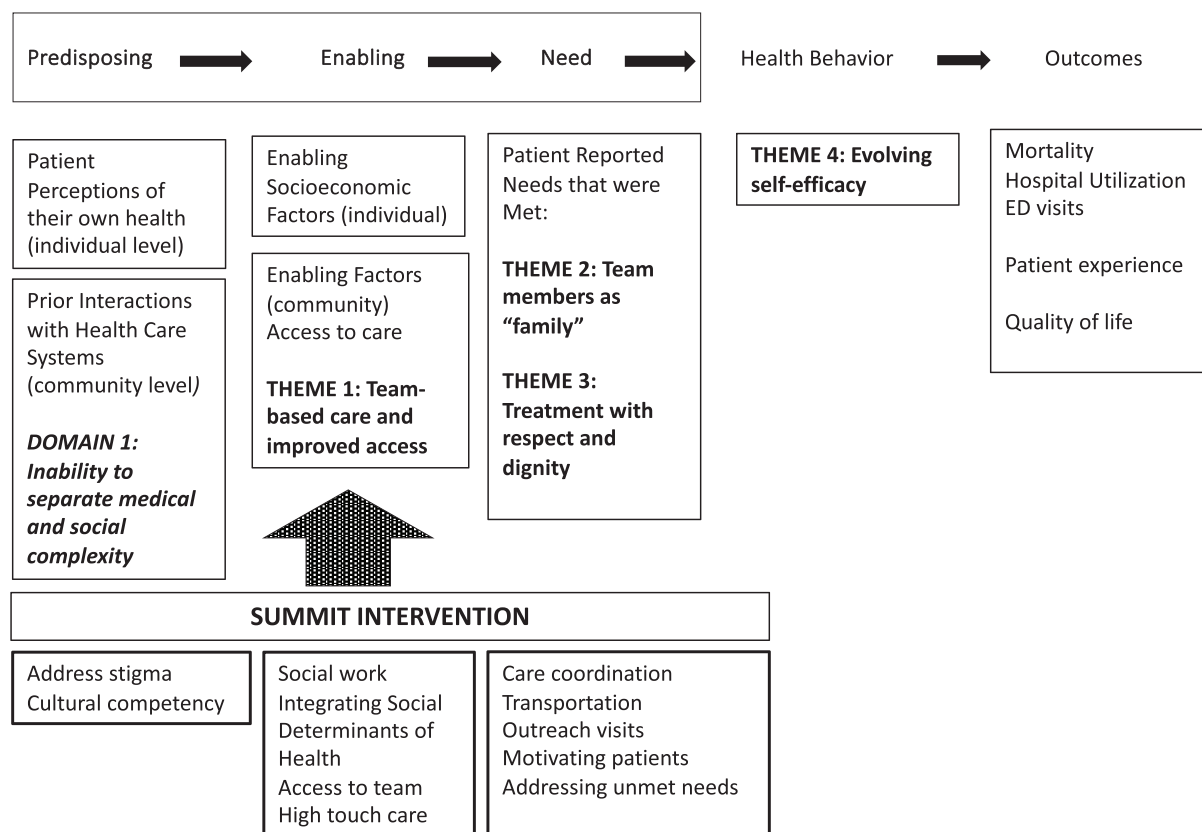 Predisposing
Enabling
Need
Health Behavior
Outcomes
Patient
Perceptions of
their own health
(individual level)
Prior Interactions
with Health Care
Systems
(community level)
DOMAIN 1:
Inability to
separate medical
and social
complexity
Enabling
Socioeconomic
Factors (individual)
Enabling Factors
(community)
Access to care
THEME 1: Team-
based care and
improved access
Patient Reported
Needs that were
Met:
THEME 2: Team
members as
“family”
THEME 3:
Treatment with
respect and
dignity
THEME 4: Evolving
self-efficacy
Mortality
Hospital Utilization
ED visits
Patient experience
Quality of life
SUMMIT INTERVENTION
Address stigma
Cultural competency
Social work
Integrating Social
Determinants of
Health
Access to team
High touch care
Care coordination
Transportation
Outreach visits
Motivating patients
Addressing unmet needs